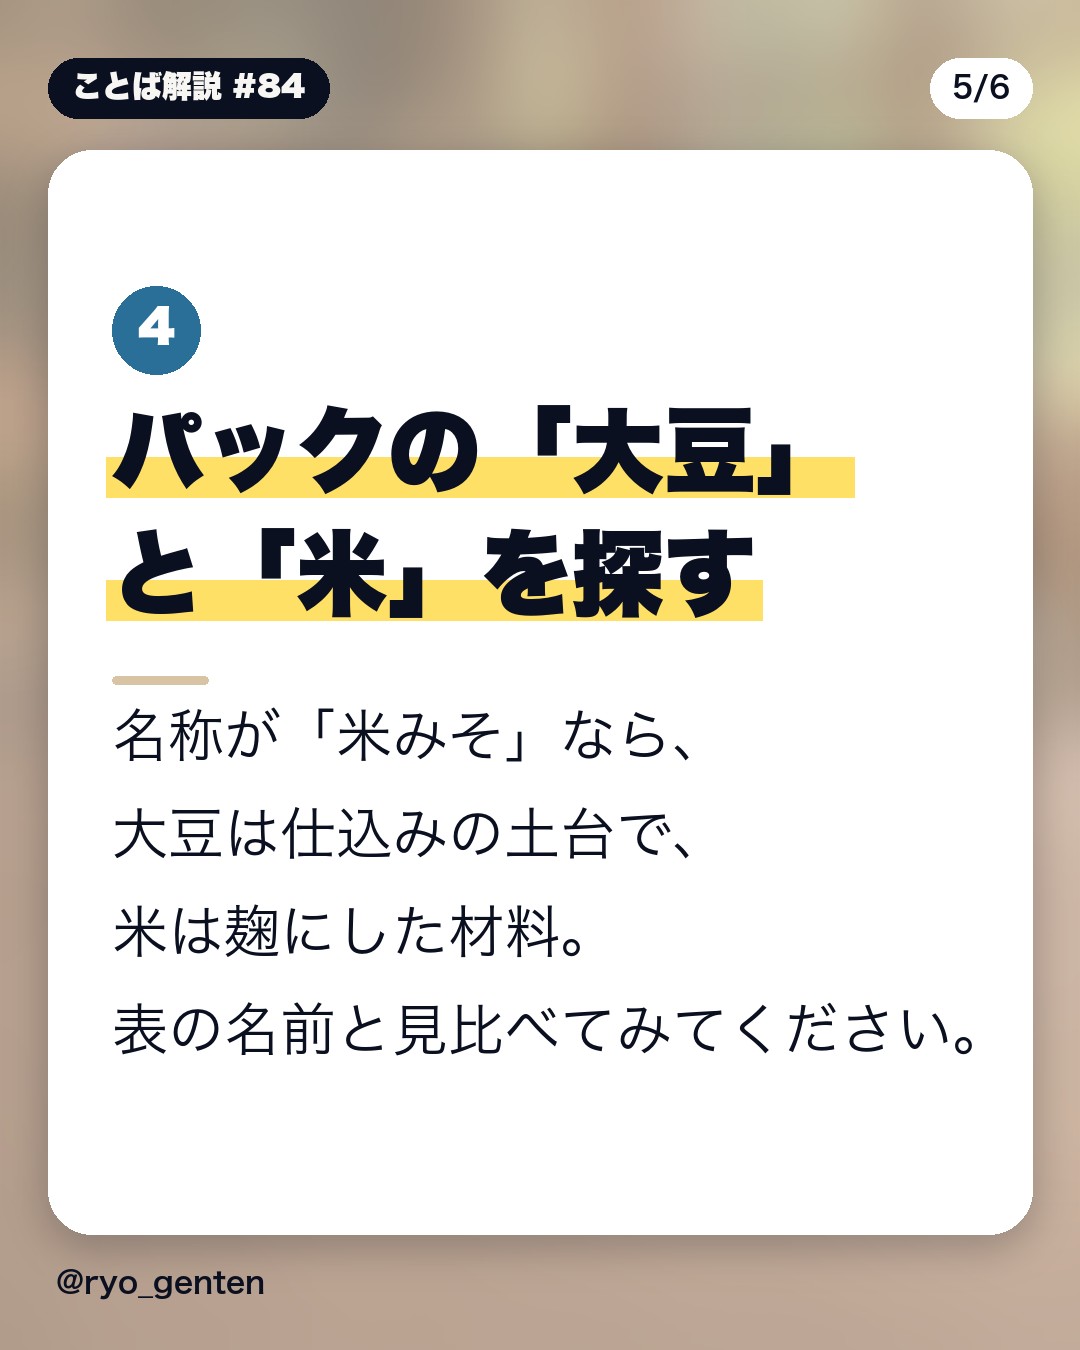 ことば解説 #84
5/6
4
パックの「大豆」
と「米」を探す
名称が「米みそ」なら、
大豆は仕込みの土台で、
米は麹にした材料。
表の名前と見比べてみてください。
@ryo_genten